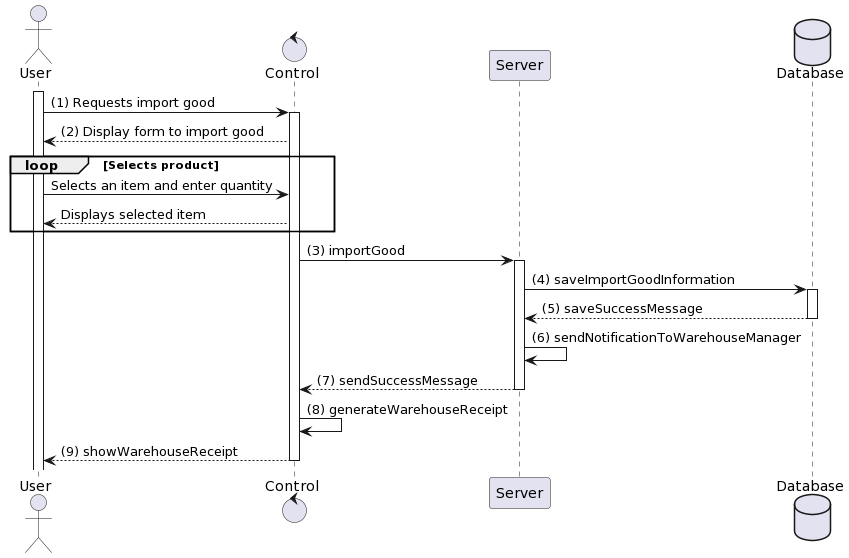 User
Control
Server
Database
(1) Requests import good
(2) Display form to import good
loop [Selects product]
Selects an item and enter quantity
Displays selected item
(3) importGood
(4) saveImportGoodInformation
(5) saveSuccessMessage
(6) sendNotificationToWarehouseManager
(7) sendSuccessMessage
(8) generateWarehouseReceipt
(9) showWarehouseReceipt
User
Control
Server
Database